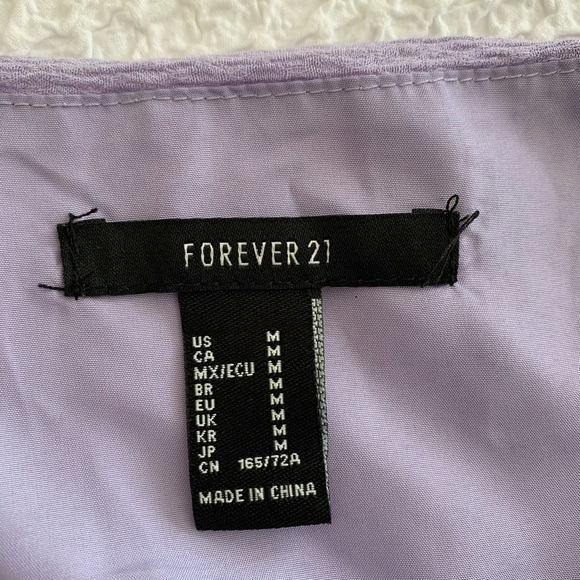 FOREVER 21
US M
CA M
MX/ECU M
BR M
EU M
UK M
KR M
JP M
CN 165/72A
MADE IN CHINA